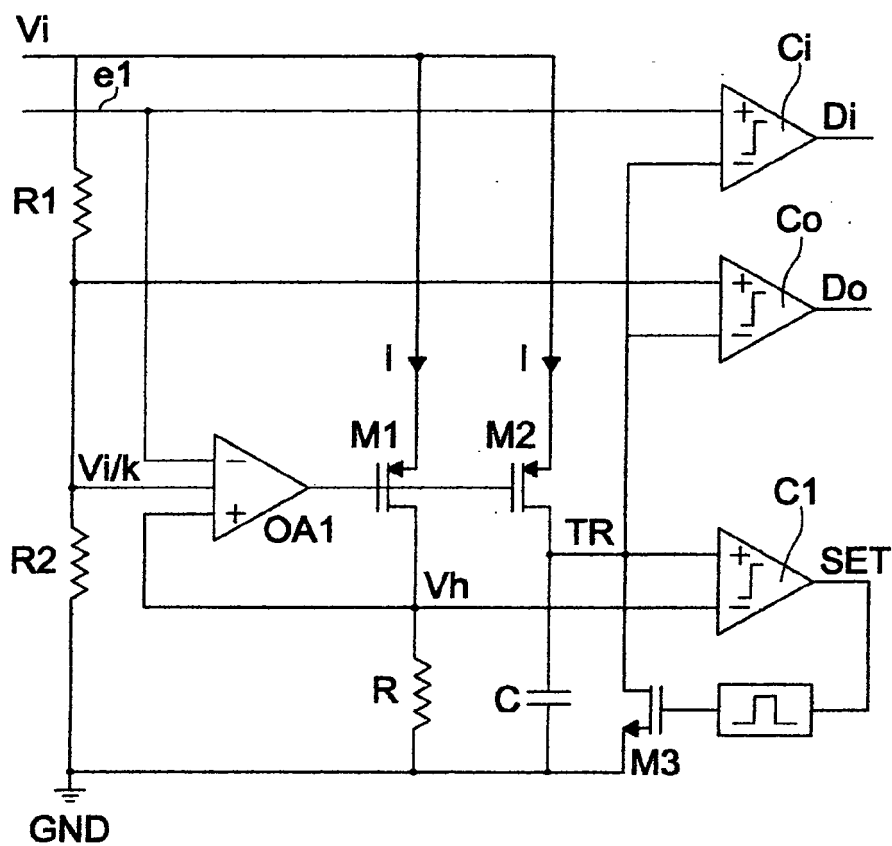 Vi
e1
Ci
+
−
Di
R1
Co
+
−
Do
I
I
M1
M2
Vi/k
−
+
OA1
C1
TR
+
−
SET
R2
Vh
R
C
M3
GND